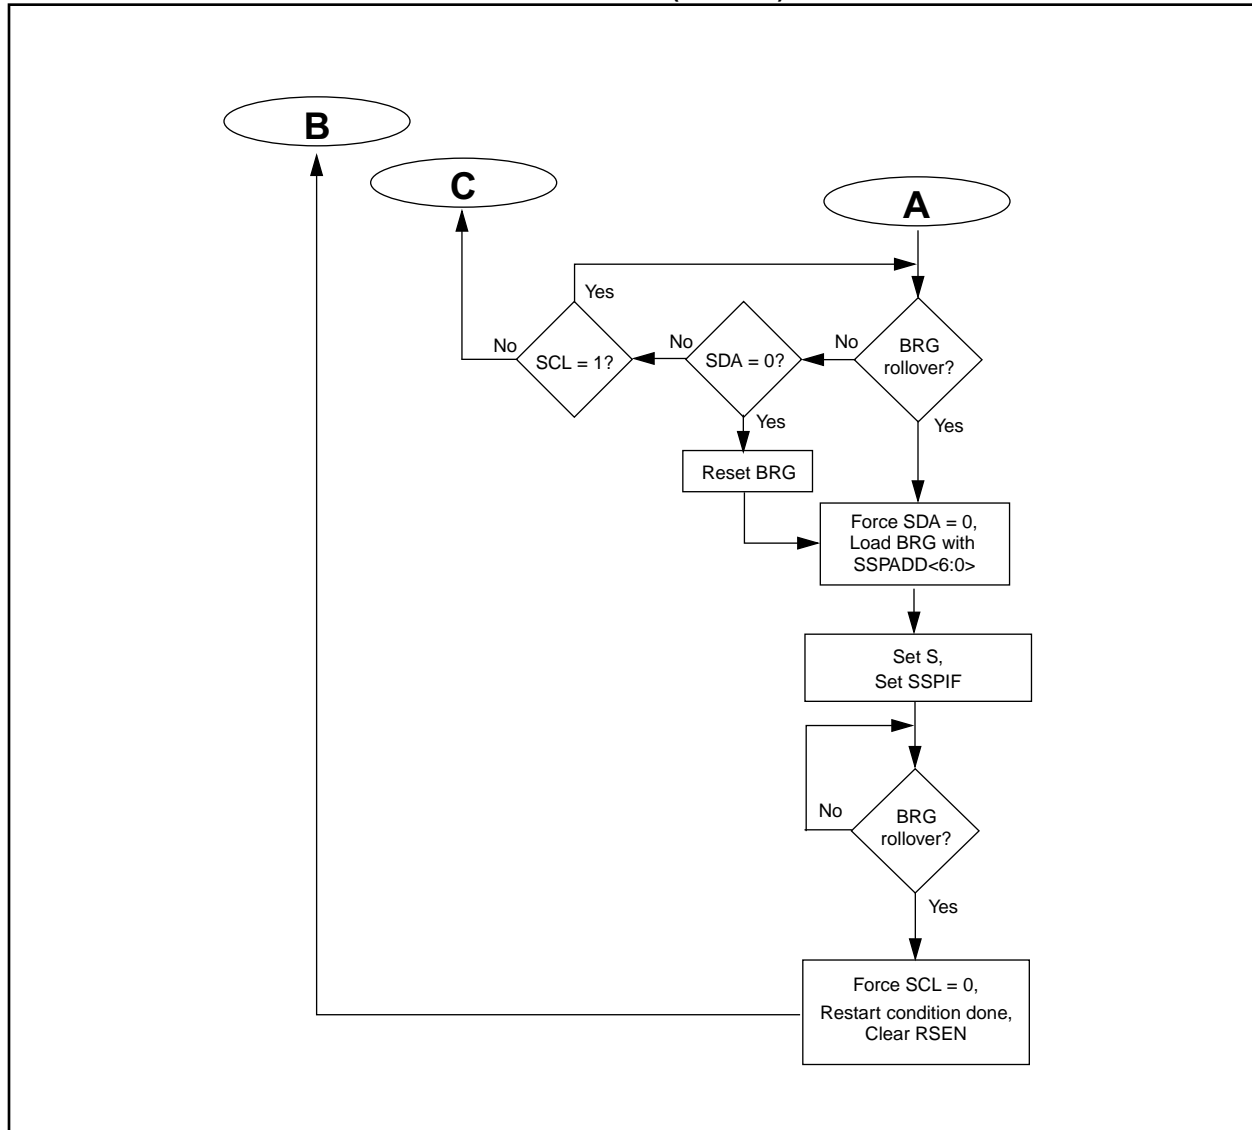 B
C
A
Yes
No
SCL = 1?
No
SDA = 0?
No
BRG
rollover?
Yes
Yes
Reset BRG
Force SDA = 0,
Load BRG with
SSPADD<6:0>
Set S,
Set SSPIF
No
BRG
rollover?
Yes
Force SCL = 0,
Restart condition done,
Clear RSEN